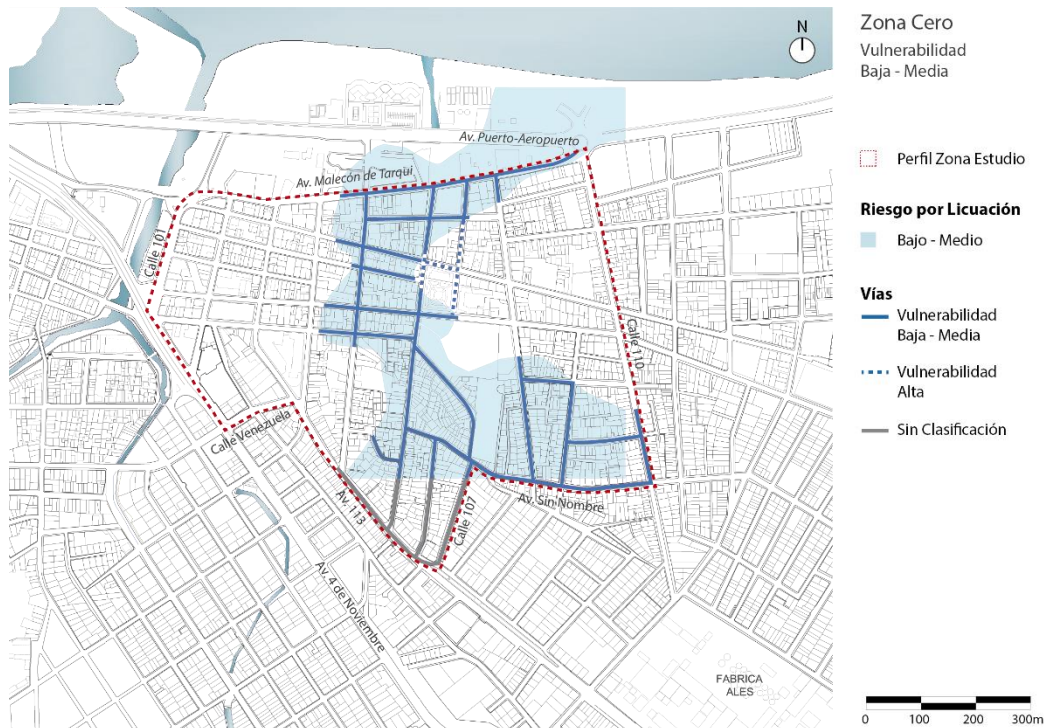 Zona Cero
Vulnerabilidad
Baja - Media
N
Av. Puerto-Aeropuerto
Av. Malecón de Tarqui
Calle 101
Calle 110
Calle Venezuela
Av. 113
Calle 107
Av. Sin Nombre
Av. 4 de Noviembre
FABRICA
ALES
Perfil Zona Estudio
Riesgo por Licuación
Bajo - Medio
Vías
Vulnerabilidad
Baja - Media
Vulnerabilidad
Alta
Sin Clasificación
0 100 200 300m